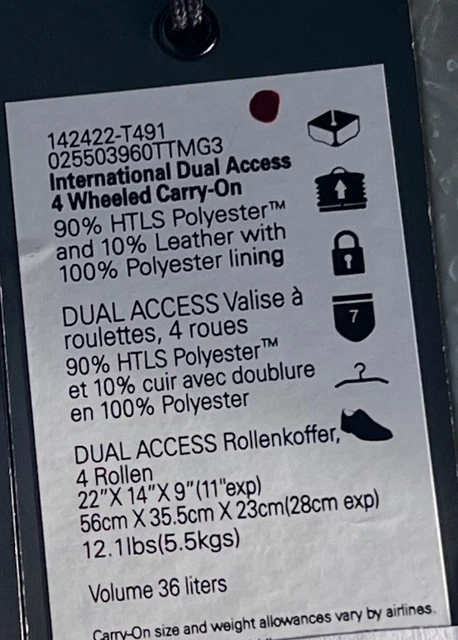 142422-T491
025503960TTMG3
International Dual Access
4 Wheeled Carry-On
90% HTLS Polyester™
and 10% Leather with
100% Polyester lining
7
DUAL ACCESS Valise à
roulettes, 4 roues
90% HTLS Polyester™
et 10% cuir avec doublure
en 100% Polyester
DUAL ACCESS Rollenkoffer,
4 Rollen
22"X 14"X 9"(11"exp)
56cm X 35.5cm X 23cm(28cm exp)
12.1lbs(5.5kgs)
Volume 36 liters
Carry-On size and weight allowances vary by airlines.